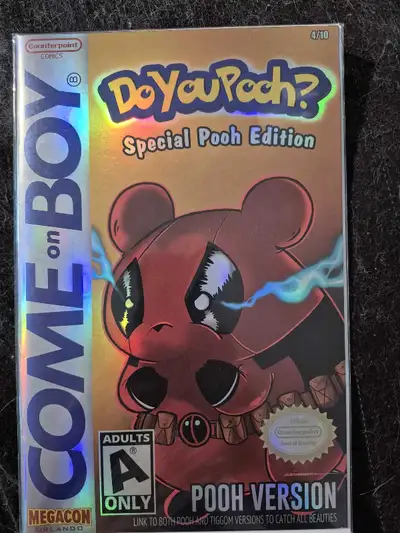 Counterpoint
COMICS
4/10
DoYouPooh?
Special Pooh Edition
COME on BOY®
ADULTS
A
ONLY
Counterpoint
POOH VERSION
MEGACON
ORLANDO
LINK TO BOTH POOH AND TIGGOM VERSIONS TO CATCH ALL BEAUTIES.